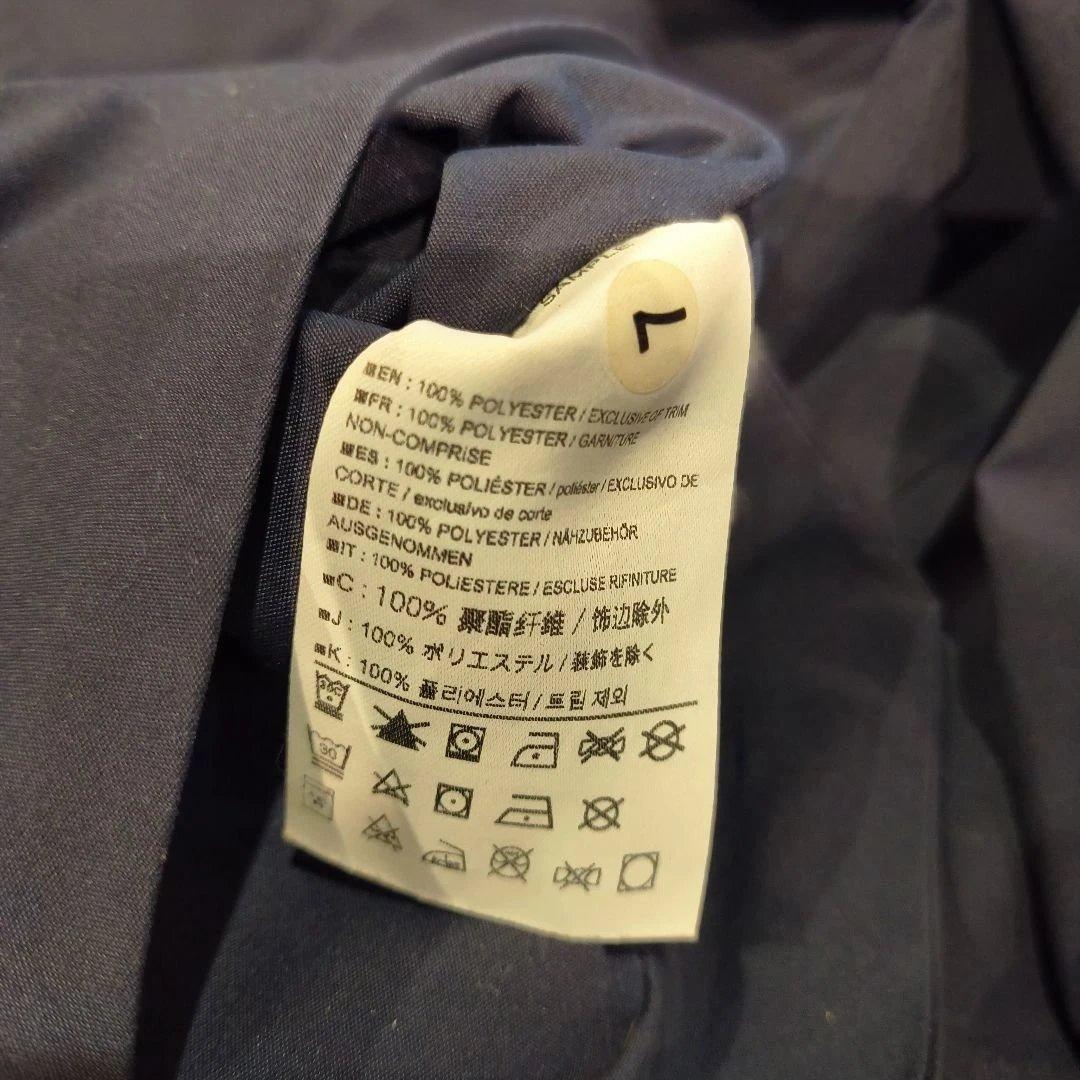 SAMPLE
L
EN : 100% POLYESTER / EXCLUSIVE OF TRIM
FR : 100% POLYESTER / GARNITURE
NON-COMPRISE
ES : 100% POLIÉSTER / poliéster / EXCLUSIVO DE
CORTE / exclusivo de corte
DE : 100% POLYESTER / NÄHZUBEHÖR
AUSGENOMMEN
IT : 100% POLIESTERE / ESCLUSE RIFINITURE
C : 100% 聚酯纤维 / 饰边除外
J : 100% ポリエステル / 装飾を除く
K : 100% 폴리에스터 / 트림 제외
30